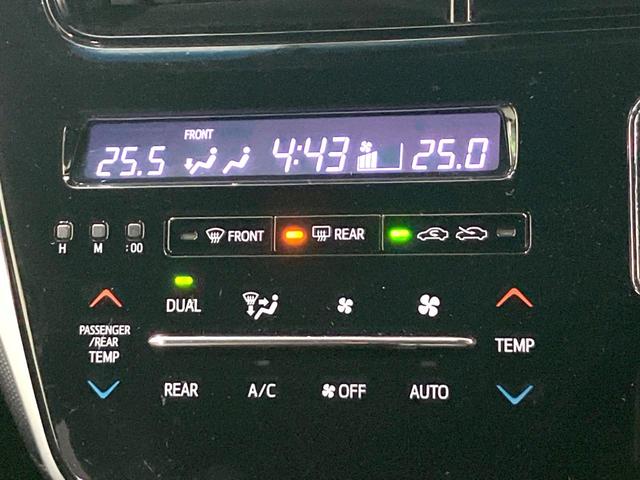 FRONT
25.5 4:43 25.0
H M :00 FRONT REAR
DUAL
PASSENGER
/REAR
TEMP TEMP
REAR A/C OFF AUTO